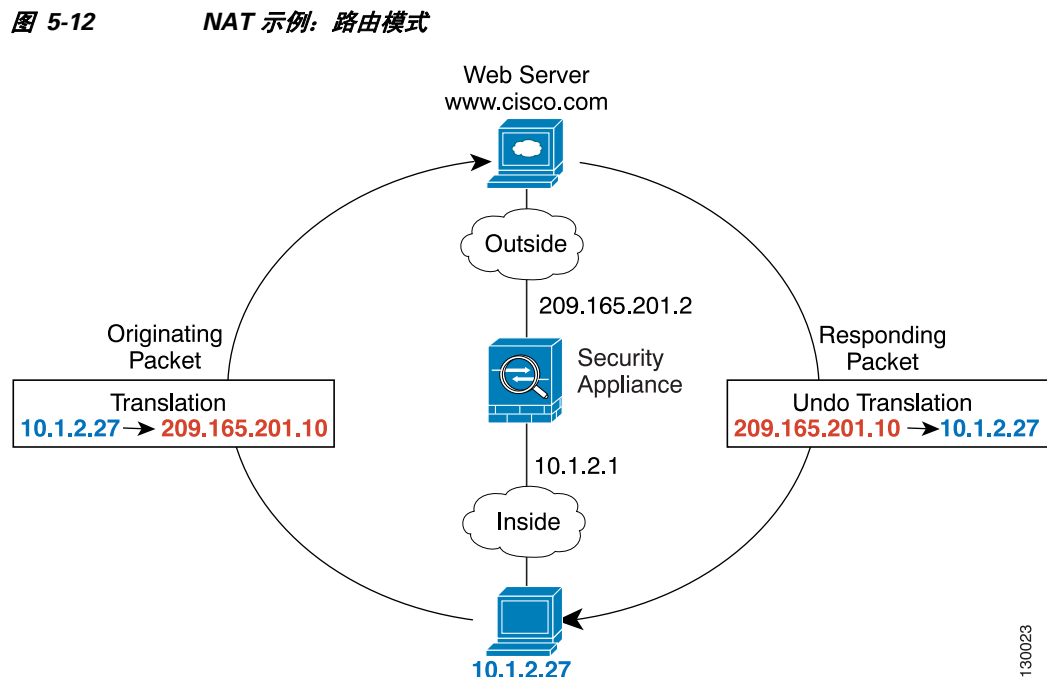 图 5-12 NAT 示例：路由模式
Web Server
www.cisco.com
Outside
209.165.201.2
Originating
Packet
Responding
Packet
Security
Appliance
Translation
10.1.2.27 → 209.165.201.10
Undo Translation
209.165.201.10 → 10.1.2.27
10.1.2.1
Inside
10.1.2.27
130023